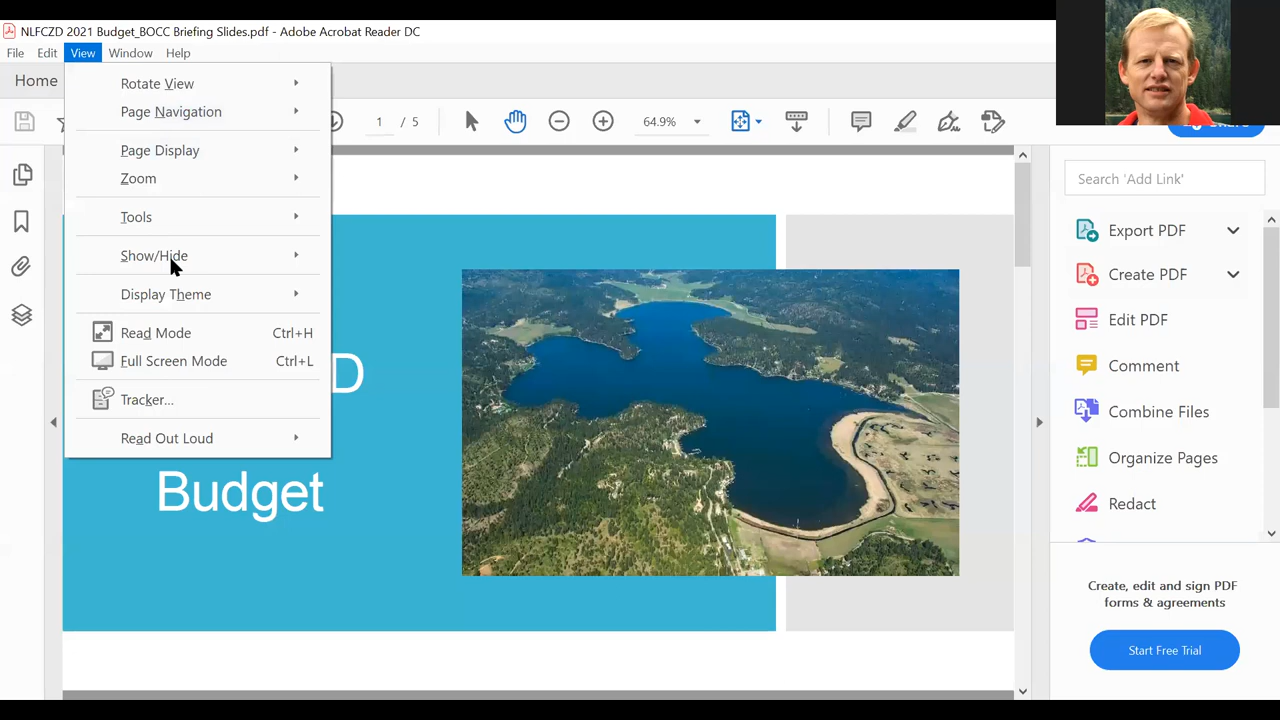 NLFCZD 2021 Budget_BOCC Briefing Slides.pdf - Adobe Acrobat Reader DC
File Edit View Window Help
Home
1 / 5 64.9%
Rotate View
Page Navigation
Page Display
Zoom
Tools
Show/Hide
Display Theme
Read Mode Ctrl+H
Full Screen Mode Ctrl+L
Tracker...
Read Out Loud
D
Budget
Search 'Add Link'
Export PDF
Create PDF
Edit PDF
Comment
Combine Files
Organize Pages
Redact
Create, edit and sign PDF
forms & agreements
Start Free Trial